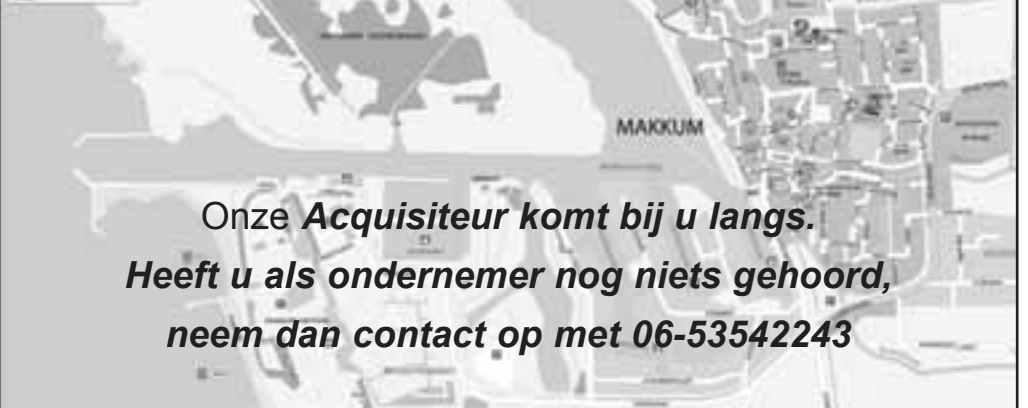 MAKKUM
Onze Acquisiteur komt bij u langs.
Heeft u als ondernemer nog niets gehoord,
neem dan contact op met 06-53542243